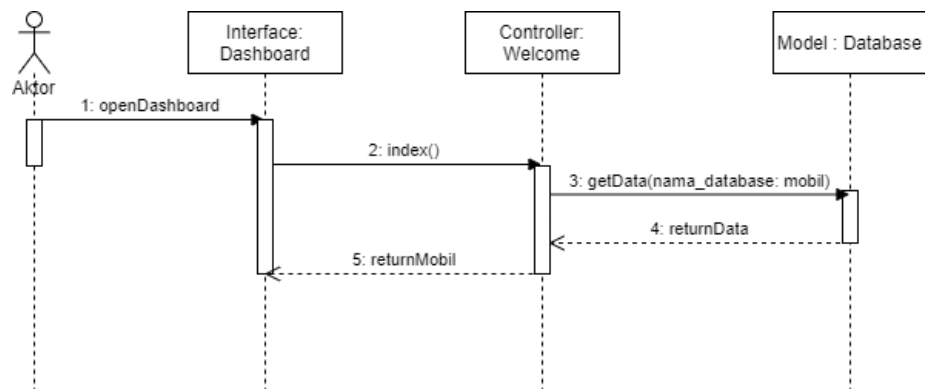 Interface:
Dashboard
Controller:
Welcome
Model : Database
Aktor
1: openDashboard
2: index()
3: getData(nama_database: mobil)
4: returnData
5: returnMobil